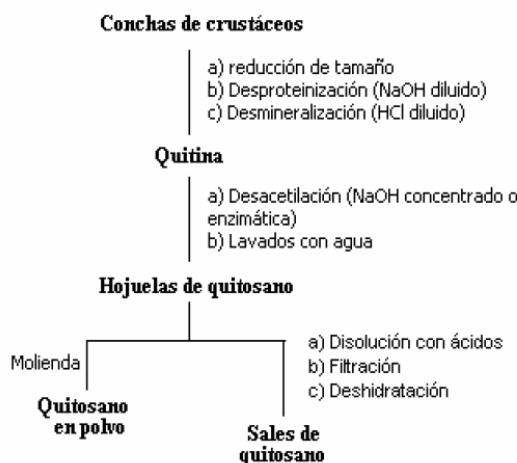 Conchas de crustáceos
a) reducción de tamaño
b) Desproteinización (NaOH diluido)
c) Desmineralización (HCl diluido)
Quitina
a) Desacetilación (NaOH concentrado o
enzimática)
b) Lavados con agua
Hojuelas de quitosano
Molienda
a) Disolución con ácidos
b) Filtración
c) Deshidratación
Quitosano
en polvo
Sales de
quitosano